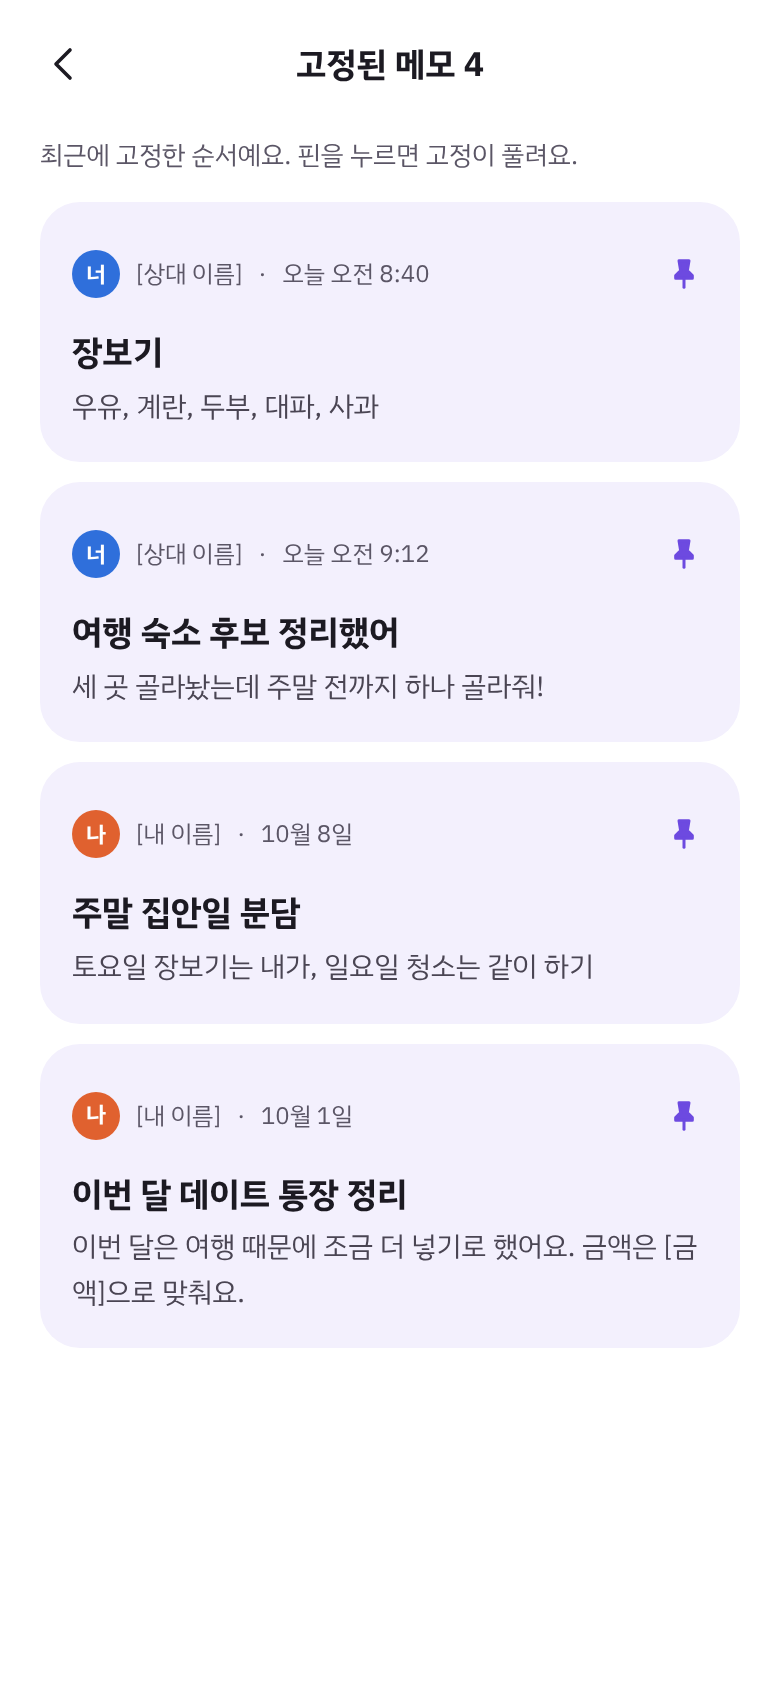 고정된 메모 4
최근에 고정한 순서예요. 핀을 누르면 고정이 풀려요.
너 [상대 이름] · 오늘 오전 8:40
장보기
우유, 계란, 두부, 대파, 사과
너 [상대 이름] · 오늘 오전 9:12
여행 숙소 후보 정리했어
세 곳 골라놨는데 주말 전까지 하나 골라줘!
나 [내 이름] · 10월 8일
주말 집안일 분담
토요일 장보기는 내가, 일요일 청소는 같이 하기
나 [내 이름] · 10월 1일
이번 달 데이트 통장 정리
이번 달은 여행 때문에 조금 더 넣기로 했어요. 금액은 [금
액]으로 맞춰요.